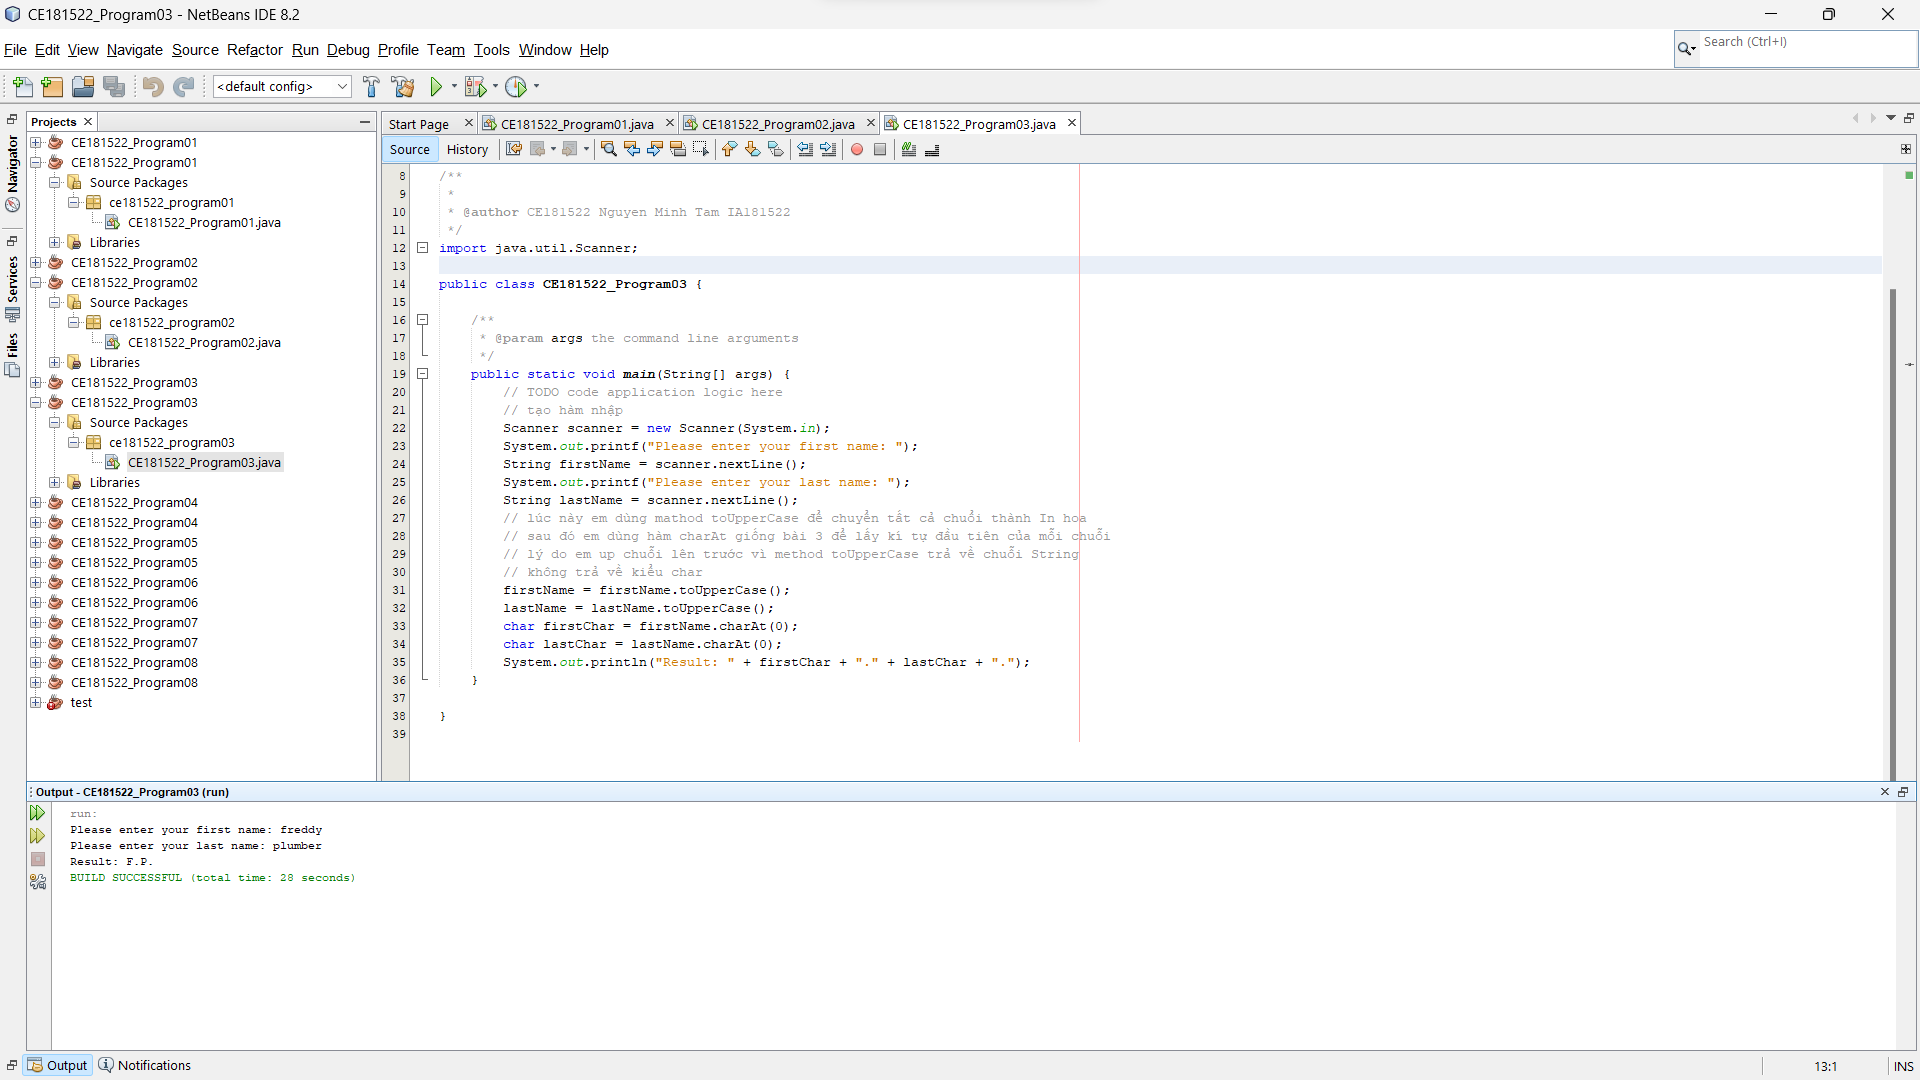 CE181522_Program03 - NetBeans IDE 8.2
File Edit View Navigate Source Refactor Run Debug Profile Team Tools Window Help
Search (Ctrl+I)
<default config>
Projects
Navigator
Services
Files
CE181522_Program01
CE181522_Program01
Source Packages
ce181522_program01
CE181522_Program01.java
Libraries
CE181522_Program02
CE181522_Program02
Source Packages
ce181522_program02
CE181522_Program02.java
Libraries
CE181522_Program03
CE181522_Program03
Source Packages
ce181522_program03
CE181522_Program03.java
Libraries
CE181522_Program04
CE181522_Program04
CE181522_Program05
CE181522_Program05
CE181522_Program06
CE181522_Program06
CE181522_Program07
CE181522_Program07
CE181522_Program08
CE181522_Program08
test
Start Page CE181522_Program01.java CE181522_Program02.java CE181522_Program03.java
Source History
8 /**
9 *
10 * @author CE181522 Nguyen Minh Tam IA181522
11 */
12 import java.util.Scanner;
13
14 public class CE181522_Program03 {
15
16 /**
17 * @param args the command line arguments
18 */
19 public static void main(String[] args) {
20 // TODO code application logic here
21 // tạo hàm nhập
22 Scanner scanner = new Scanner(System.in);
23 System.out.printf("Please enter your first name: ");
24 String firstName = scanner.nextLine();
25 System.out.printf("Please enter your last name: ");
26 String lastName = scanner.nextLine();
27 // lúc này em dùng mathod toUpperCase để chuyển tất cả chuỗi thành In hoa
28 // sau đó em dùng hàm charAt giống bài 3 để lấy kí tự đầu tiên của mỗi chuỗi
29 // lý do em up chuỗi lên trước vì method toUpperCase trả về chuỗi String
30 // không trả về kiểu char
31 firstName = firstName.toUpperCase();
32 lastName = lastName.toUpperCase();
33 char firstChar = firstName.charAt(0);
34 char lastChar = lastName.charAt(0);
35 System.out.println("Result: " + firstChar + "." + lastChar + ".");
36 }
37
38 }
39
Output - CE181522_Program03 (run)
run:
Please enter your first name: freddy
Please enter your last name: plumber
Result: F.P.
BUILD SUCCESSFUL (total time: 28 seconds)
Output Notifications
13:1 INS